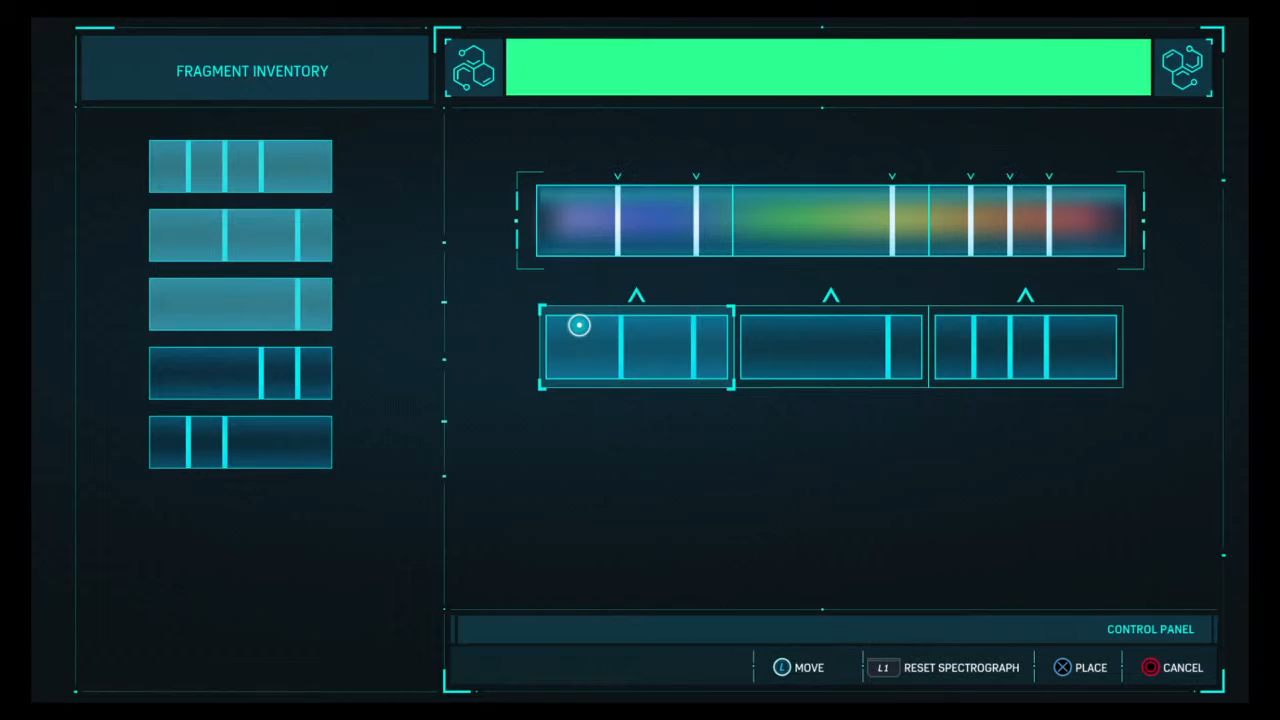 FRAGMENT INVENTORY
CONTROL PANEL
L MOVE
L1 RESET SPECTROGRAPH
PLACE
CANCEL